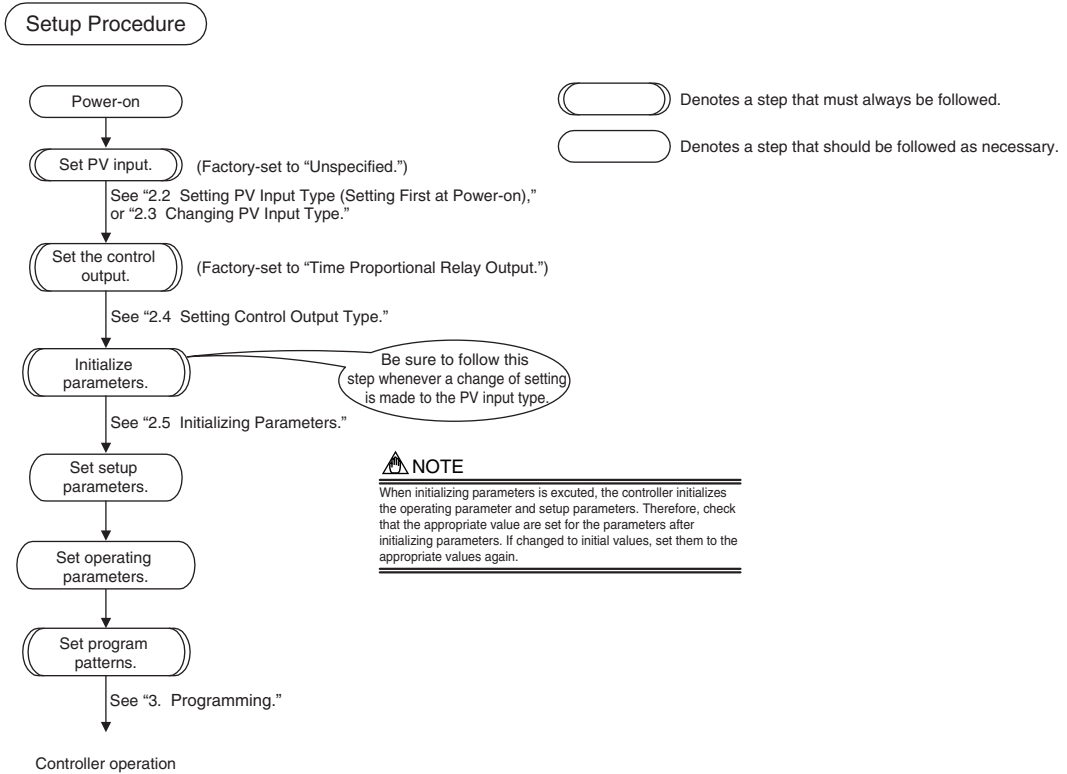 Setup Procedure
Power-on
Denotes a step that must always be followed.
Set PV input.
(Factory-set to “Unspecified.”)
Denotes a step that should be followed as necessary.
See “2.2 Setting PV Input Type (Setting First at Power-on),”
or “2.3 Changing PV Input Type.”
Set the control
output.
(Factory-set to “Time Proportional Relay Output.”)
See “2.4 Setting Control Output Type.”
Initialize
parameters.
Be sure to follow this
step whenever a change of setting
is made to the PV input type.
See “2.5 Initializing Parameters.”
Set setup
parameters.
NOTE
When initializing parameters is excuted, the controller initializes
the operating parameter and setup parameters. Therefore, check
that the appropriate value are set for the parameters after
initializing parameters. If changed to initial values, set them to the
appropriate values again.
Set operating
parameters.
Set program
patterns.
See “3. Programming.”
Controller operation